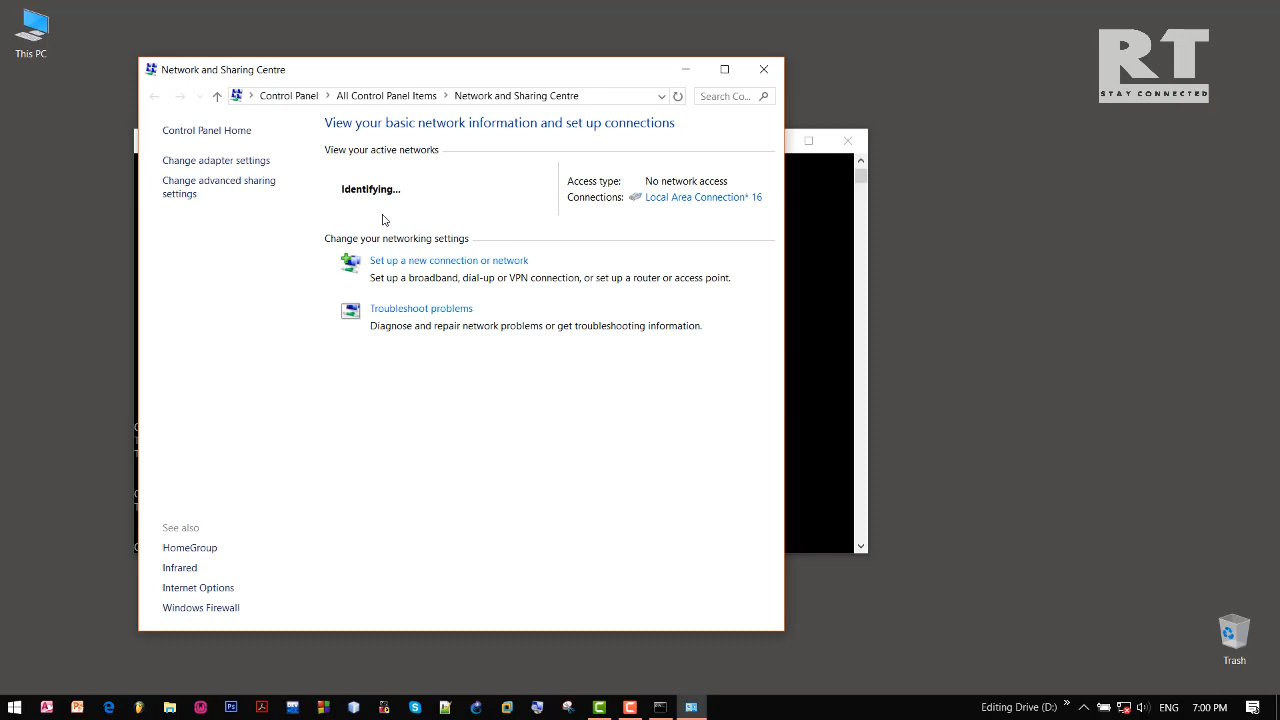 This PC
RT
STAY CONNECTED
Network and Sharing Centre
Control Panel > All Control Panel Items > Network and Sharing Centre
Search Co...
Control Panel Home
Change adapter settings
Change advanced sharing
settings
View your basic network information and set up connections
View your active networks
Identifying...
Access type: No network access
Connections: Local Area Connection* 16
Change your networking settings
Set up a new connection or network
Set up a broadband, dial-up or VPN connection, or set up a router or access point.
Troubleshoot problems
Diagnose and repair network problems or get troubleshooting information.
See also
HomeGroup
Infrared
Internet Options
Windows Firewall
Trash
Editing Drive (D:)
ENG
7:00 PM